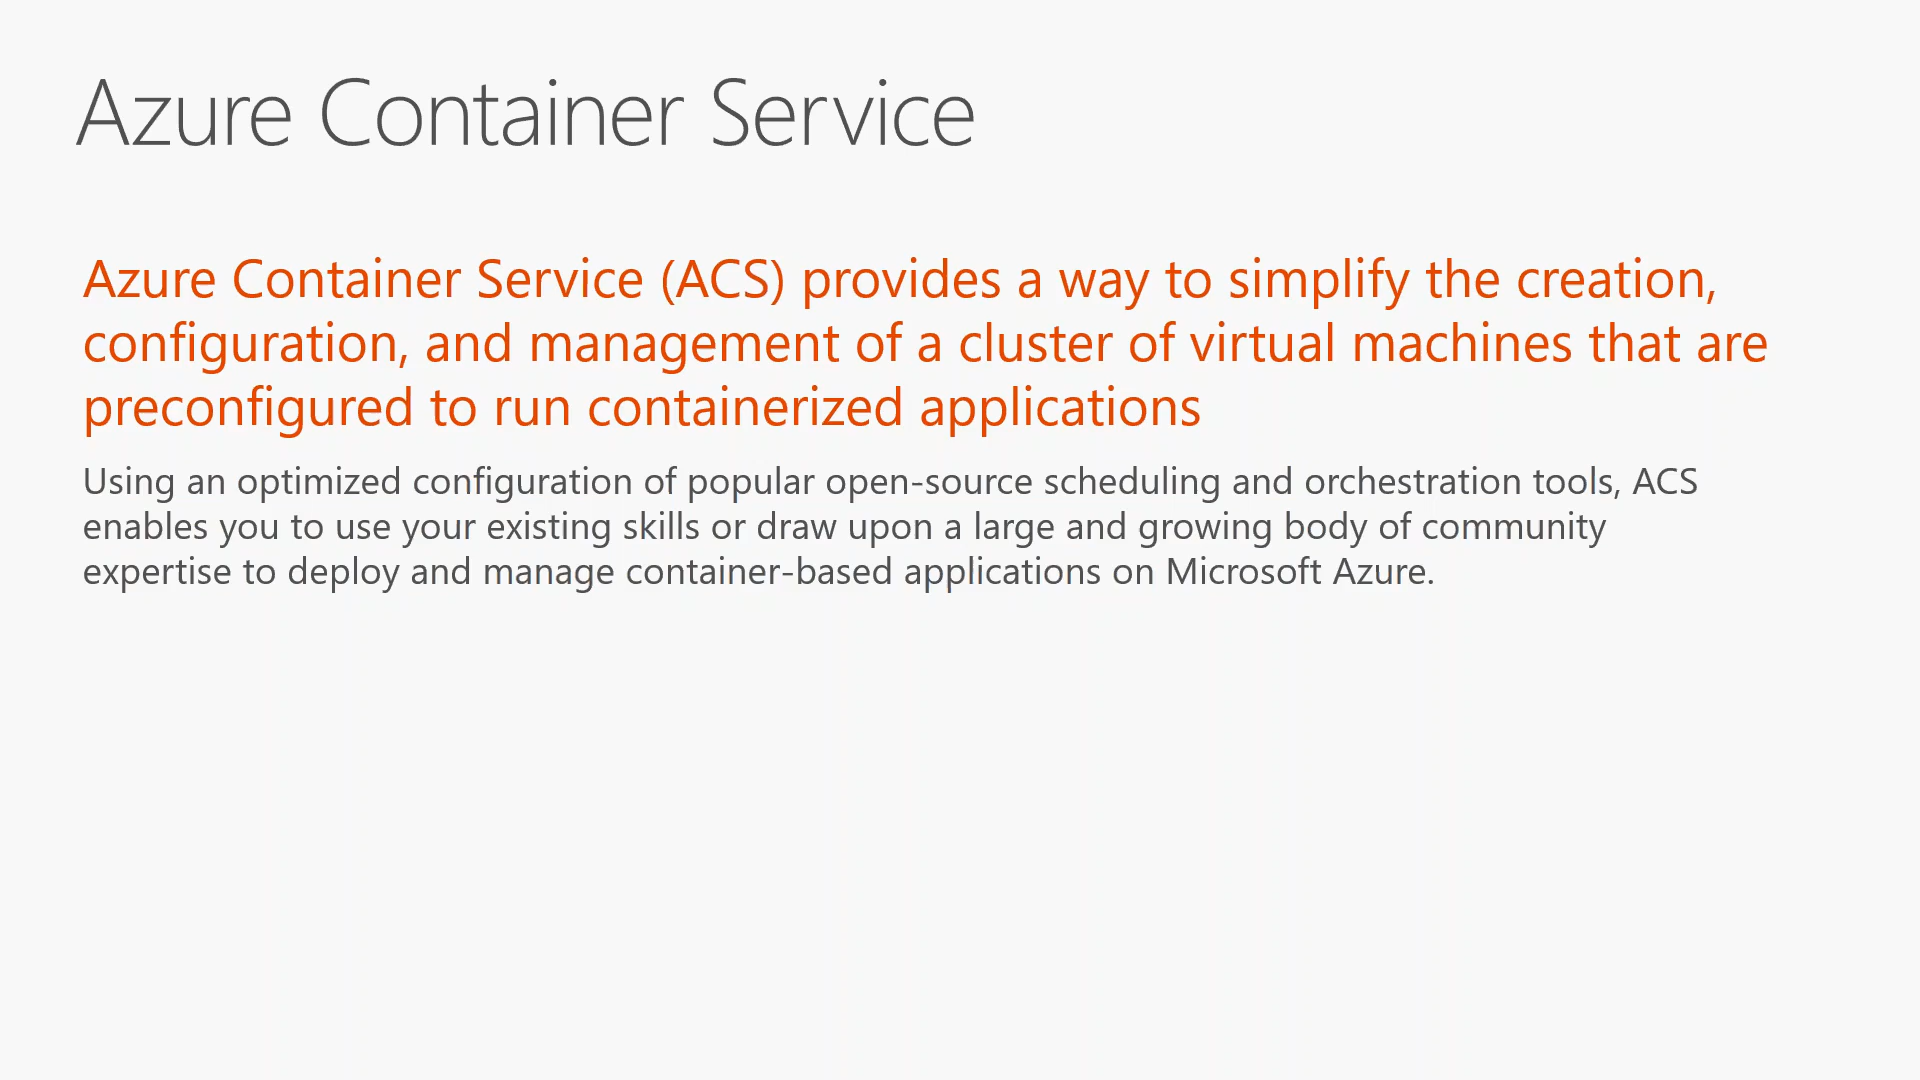 Azure Container Service
Azure Container Service (ACS) provides a way to simplify the creation,
configuration, and management of a cluster of virtual machines that are
preconfigured to run containerized applications
Using an optimized configuration of popular open-source scheduling and orchestration tools, ACS
enables you to use your existing skills or draw upon a large and growing body of community
expertise to deploy and manage container-based applications on Microsoft Azure.